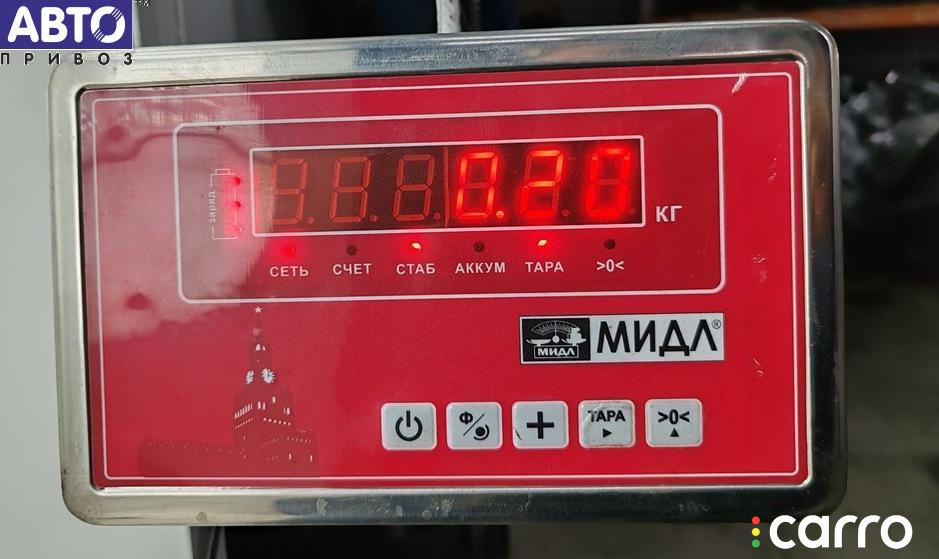 АВТО
ПРИВОЗ
заряд
0.20
КГ
СЕТЬ СЧЕТ СТАБ АККУМ ТАРА >0<
МИДЛ
МИДЛ®
Ф
ТАРА
>0<
carro